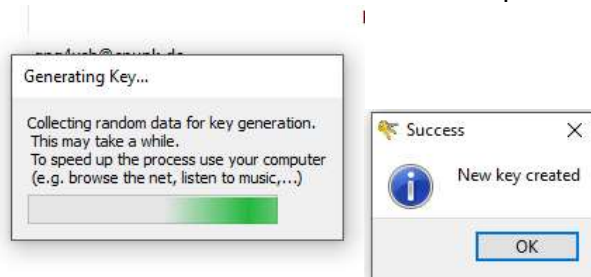 Generating Key...
Collecting random data for key generation.
This may take a while.
To speed up the process use your computer
(e.g. browse the net, listen to music,...)
Success
New key created
OK